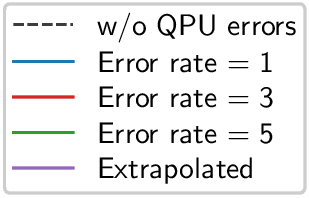 w/o QPU errors
Error rate = 1
Error rate = 3
Error rate = 5
Extrapolated